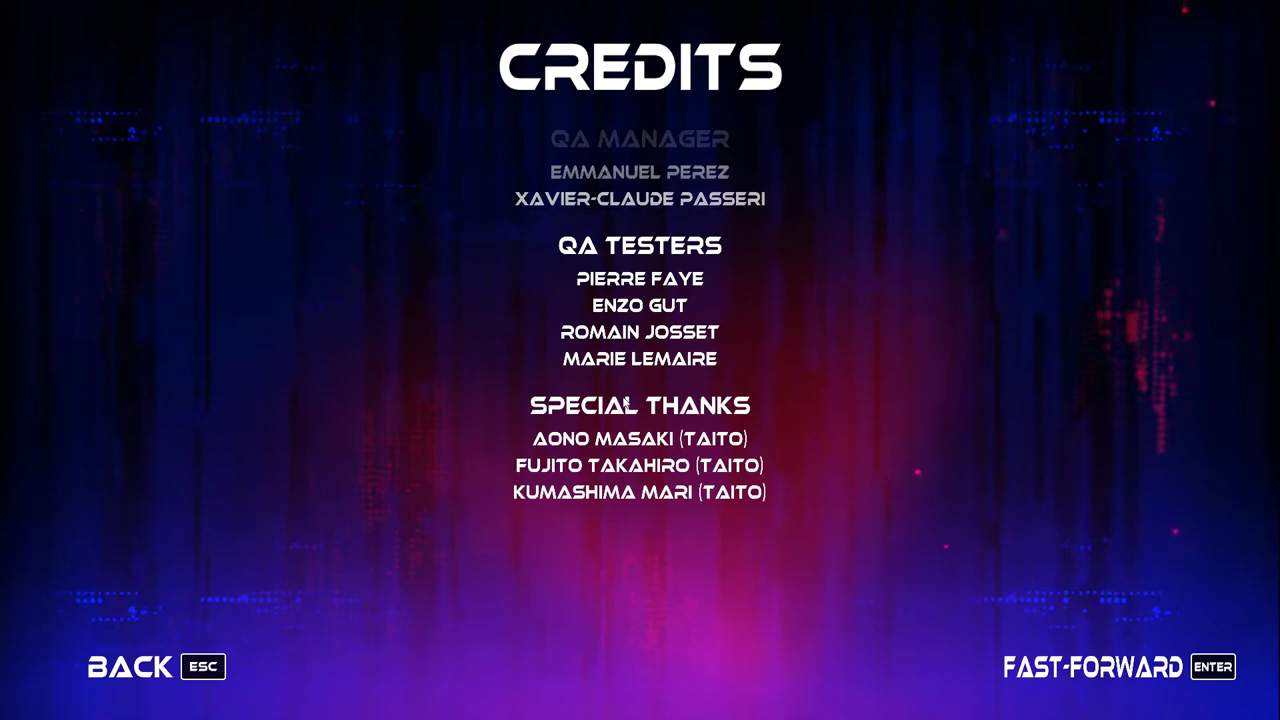 CREDITS
QA MANAGER
EMMANUEL PEREZ
XAVIER-CLAUDE PASSERI
QA TESTERS
PIERRE FAYE
ENZO GUT
ROMAIN JOSSET
MARIE LEMAIRE
SPECIAL THANKS
AONO MASAKI (TAITO)
FUJITO TAKAHIRO (TAITO)
KUMASHIMA MARI (TAITO)
BACK ESC
FAST-FORWARD ENTER